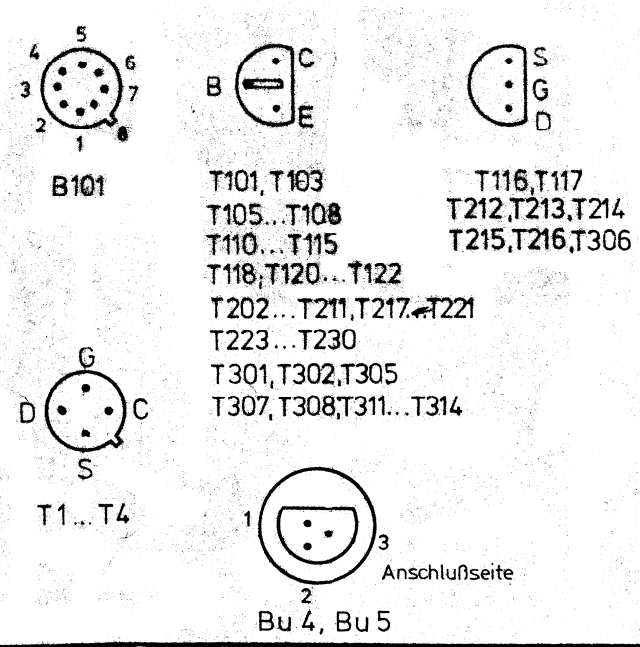 5
4
6
3
7
2
8
1
B101
C
B
E
T101, T103
T105...T108
T110...T115
T118, T120...T122
T202...T211, T217...T221
T223...T230
T301, T302, T305
T307, T308, T311...T314
S
G
D
T116, T117
T212, T213, T214
T215, T216, T306
G
D
C
S
T1...T4
1
3
Anschlußseite
2
Bu 4, Bu 5